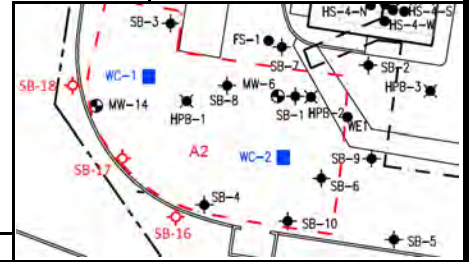 HS-4-N
HS-S
HS-4-W
SB-3
FS-1
SB-7
SB-2
WC-1
SB-18
MW-14
HPB-1
SB-8
MW-6
SB-1
HPB-2
HPB-3
WE1
A2
SB-17
WC-2
SB-9
SB-6
SB-4
SB-16
SB-10
SB-5